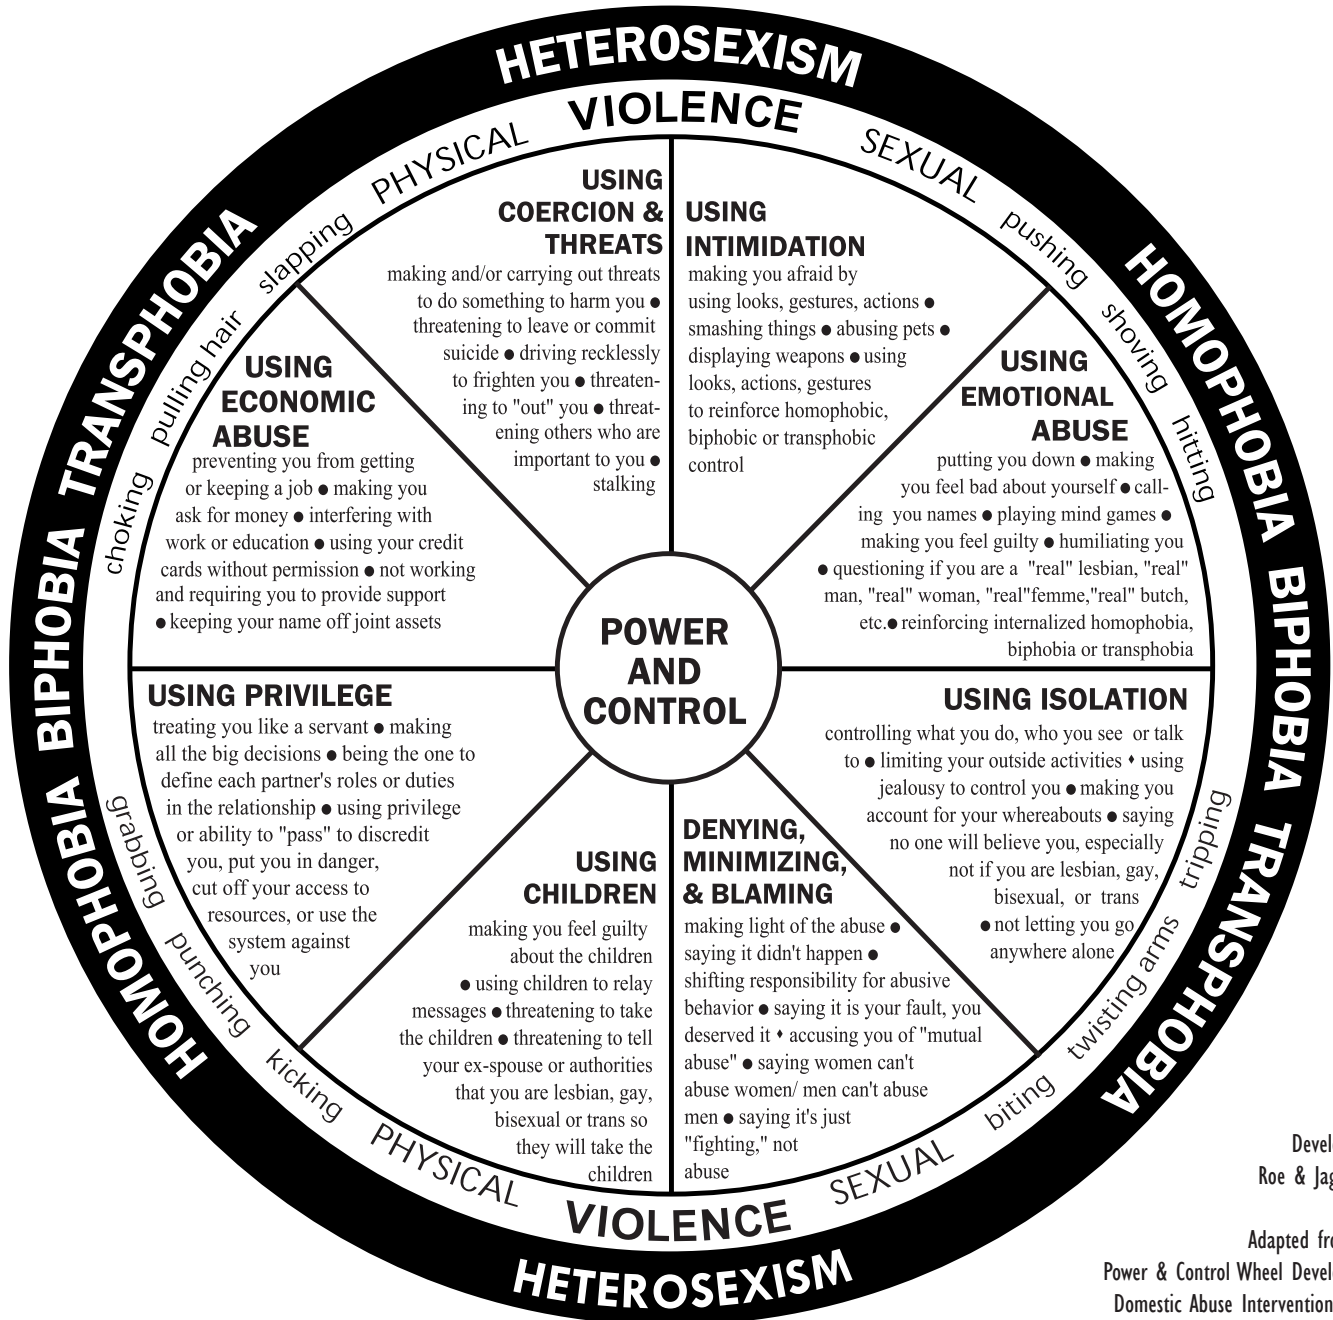 HETEROSEXISM
VIOLENCE
PHYSICAL
SEXUAL
slapping
pulling hair
choking
pushing
shoving
hitting
TRANSPHOBIA
BIPHOBIA
HOMOPHOBIA
HOMOPHOBIA
BIPHOBIA
TRANSPHOBIA
USING
COERCION &
THREATS
making and/or carrying out threats
to do something to harm you ●
threatening to leave or commit
suicide ● driving recklessly
to frighten you ● threaten-
ing to "out" you ● threat-
ening others who are
important to you ●
stalking
USING
INTIMIDATION
making you afraid by
using looks, gestures, actions ●
smashing things ● abusing pets ●
displaying weapons ● using
looks, actions, gestures
to reinforce homophobic,
biphobic or transphobic
control
USING
ECONOMIC
ABUSE
preventing you from getting
or keeping a job ● making you
ask for money ● interfering with
work or education ● using your credit
cards without permission ● not working
and requiring you to provide support
● keeping your name off joint assets
USING
EMOTIONAL
ABUSE
putting you down ● making
you feel bad about yourself ● call-
ing you names ● playing mind games ●
making you feel guilty ● humiliating you
● questioning if you are a "real" lesbian, "real"
man, "real" woman, "real"femme,"real" butch,
etc.● reinforcing internalized homophobia,
biphobia or transphobia
POWER
AND
CONTROL
USING PRIVILEGE
treating you like a servant ● making
all the big decisions ● being the one to
define each partner's roles or duties
in the relationship ● using privilege
or ability to "pass" to discredit
you, put you in danger,
cut off your access to
resources, or use the
system against
you
USING ISOLATION
controlling what you do, who you see or talk
to ● limiting your outside activities ♦ using
jealousy to control you ● making you
account for your whereabouts ● saying
no one will believe you, especially
not if you are lesbian, gay,
bisexual, or trans
● not letting you go
anywhere alone
USING
CHILDREN
making you feel guilty
about the children
● using children to relay
messages ● threatening to take
the children ● threatening to tell
your ex-spouse or authorities
that you are lesbian, gay,
bisexual or trans so
they will take the
children
DENYING,
MINIMIZING,
& BLAMING
making light of the abuse ●
saying it didn't happen ●
shifting responsibility for abusive
behavior ● saying it is your fault, you
deserved it ♦ accusing you of "mutual
abuse" ● saying women can't
abuse women/ men can't abuse
men ● saying it's just
"fighting," not
abuse
grabbing
punching
kicking
tripping
twisting arms
biting
PHYSICAL
VIOLENCE
SEXUAL
HETEROSEXISM
Devel
Roe & Jag
Adapted fro
Power & Control Wheel Devel
Domestic Abuse Intervention